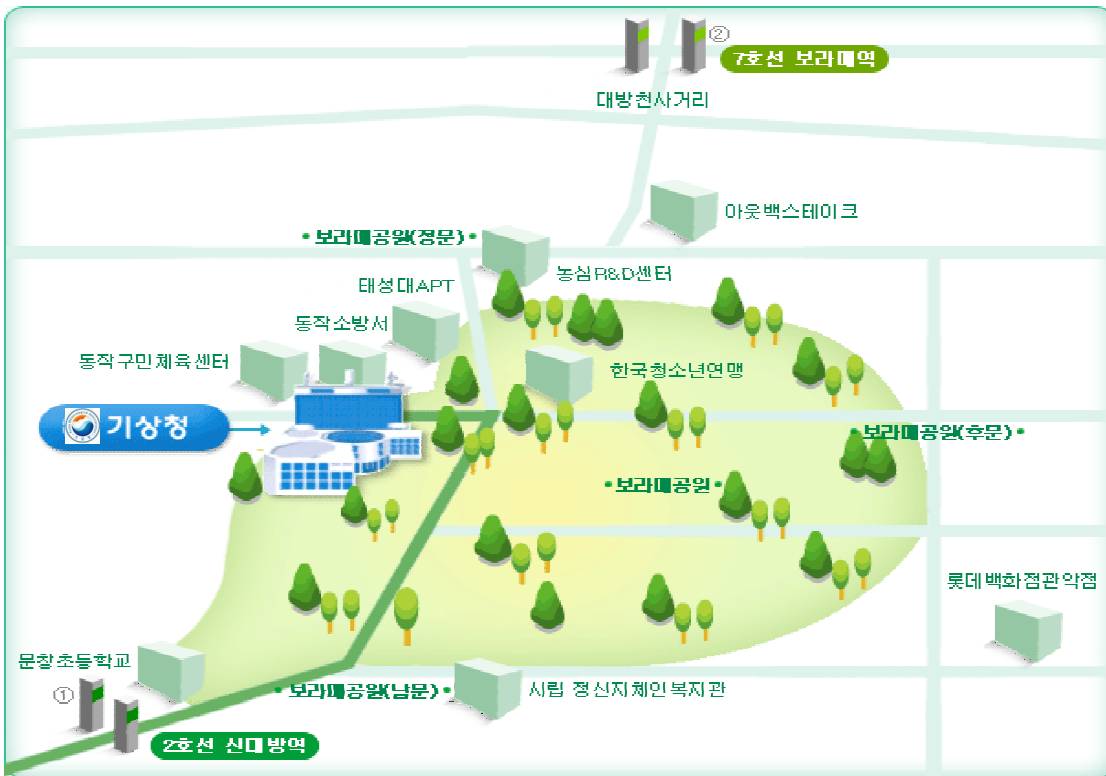 ②
7호선 보라매역
대방천사거리
아웃백스테이크
보라매공원(정문)
농심R&D센터
태성대APT
동작소방서
동작구민체육센터
한국청소년연맹
기상청
보라매공원(후문)
보라매공원
롯데백화점관악점
문창초등학교
①
보라매공원(남문)
시립 정신지체인복지관
2호선 신대방역